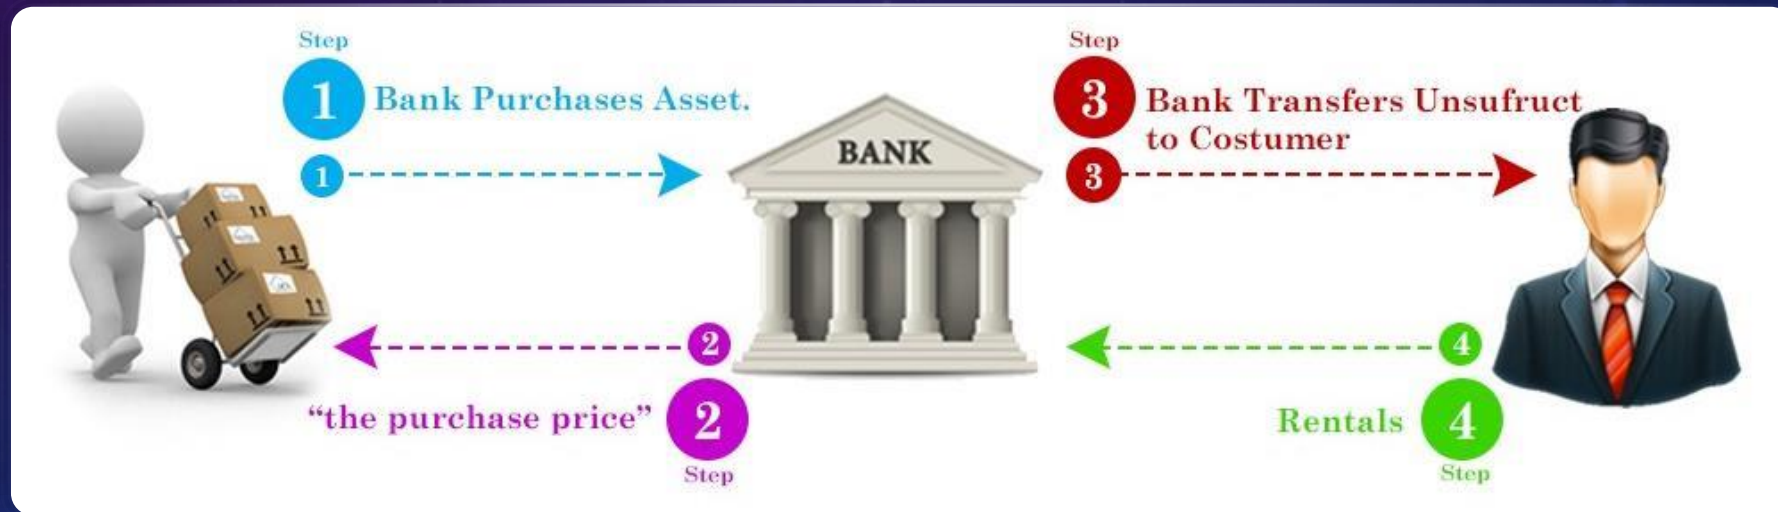 Step
1 Bank Purchases Asset.
1
BANK
2
"the purchase price" 2
Step
Step
3 Bank Transfers Unsufruct
to Costumer
3
4
Rentals 4
Step